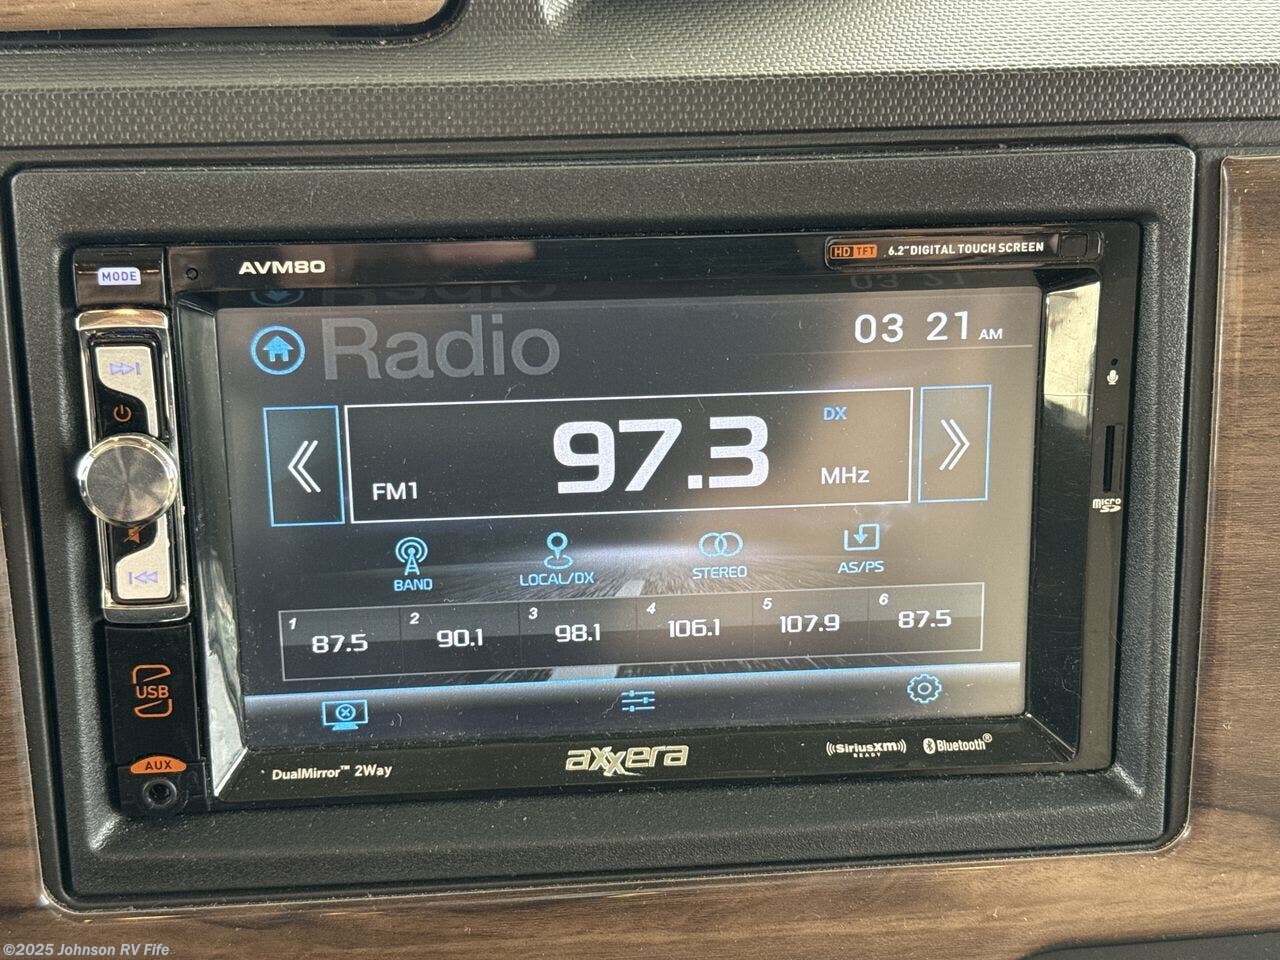 AVM80
HD TFT 6.2" DIGITAL TOUCH SCREEN
MODE
Radio
03 21 AM
97.3
DX
FM1
MHz
BAND
LOCAL/DX
STEREO
AS/PS
1 87.5
2 90.1
3 98.1
4 106.1
5 107.9
6 87.5
micro SD
USB
AUX
DualMirror™ 2Way
axxera
((SiriusXM))
READY
Bluetooth®
©2025 Johnson RV Fife